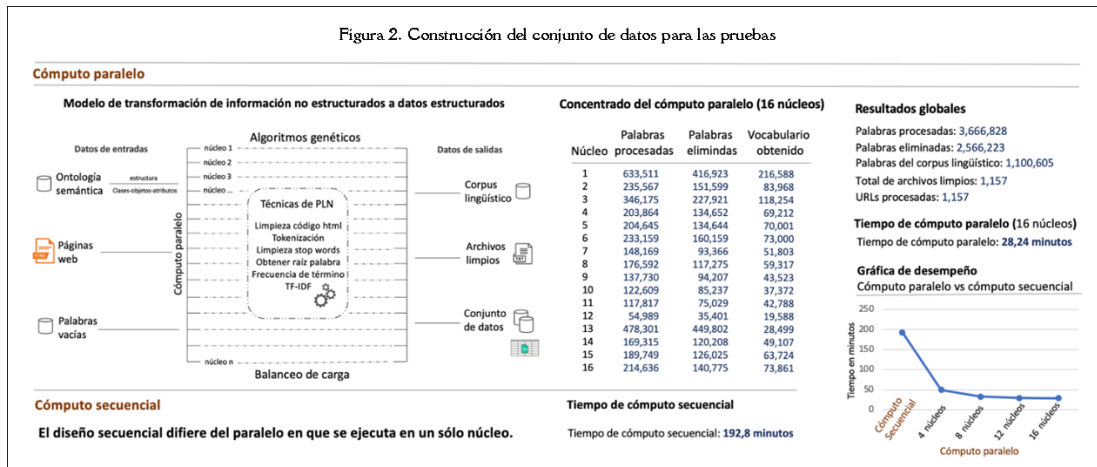 Figura 2. Construcción del conjunto de datos para las pruebas
Cómputo paralelo
Modelo de transformación de información no estructurados a datos estructurados
Datos de entradas
Algoritmos genéticos
Datos de salidas
núcleo 1
núcleo 2
núcleo 3
núcleo ...
Ontología
semántica
estructura
Clases-objetos-atributos
Páginas
web
Palabras
vacías
Cómputo paralelo
Técnicas de PLN
Limpieza código html
Tokenización
Limpieza stop words
Obtener raíz palabra
Frecuencia de término
TF-IDF
núcleo n
Balanceo de carga
Corpus
lingüístico
Archivos
limpios
Conjunto
de datos
Concentrado del cómputo paralelo (16 núcleos)
Núcleo Palabras procesadas Palabras elimindas Vocabulario obtenido
1 633,511 416,923 216,588
2 235,567 151,599 83,968
3 346,175 227,921 118,254
4 203,864 134,652 69,212
5 204,645 134,644 70,001
6 233,159 160,159 73,000
7 148,169 93,366 51,803
8 176,592 117,275 59,317
9 137,730 94,207 43,523
10 122,609 85,237 37,372
11 117,817 75,029 42,788
12 54,989 35,401 19,588
13 478,301 449,802 28,499
14 169,315 120,208 49,107
15 189,749 126,025 63,724
16 214,636 140,775 73,861
Resultados globales
Palabras procesadas: 3,666,828
Palabras eliminadas: 2,566,223
Palabras del corpus lingüístico: 1,100,605
Total de archivos limpios: 1,157
URLs procesadas: 1,157
Tiempo de cómputo paralelo (16 núcleos)
Tiempo de cómputo paralelo: 28,24 minutos
Gráfica de desempeño
Cómputo paralelo vs cómputo secuencial
Tiempo en minutos
250
200
150
100
50
0
Cómputo
Secuencial
4 núcleos
8 núcleos
12 núcleos
16 núcleos
Cómputo paralelo
Cómputo secuencial
El diseño secuencial difiere del paralelo en que se ejecuta en un sólo núcleo.
Tiempo de cómputo secuencial
Tiempo de cómputo secuencial: 192,8 minutos